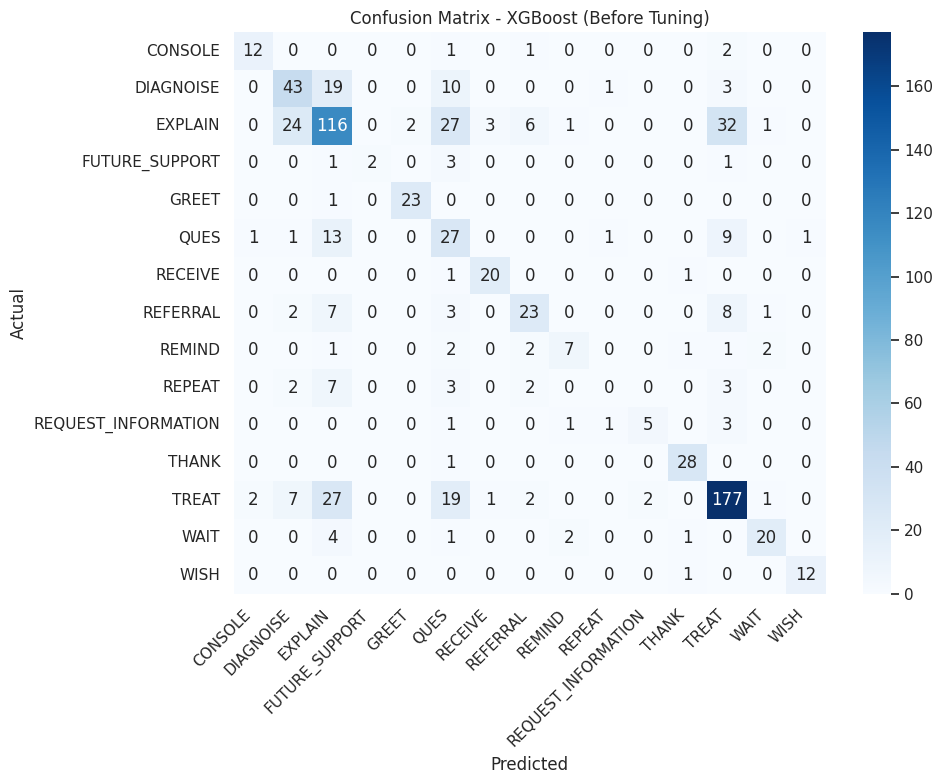 Confusion Matrix - XGBoost (Before Tuning)
CONSOLE 12 0 0 0 0 1 0 1 0 0 0 0 2 0 0
DIAGNOISE 0 43 19 0 0 10 0 0 0 1 0 0 3 0 0
EXPLAIN 0 24 116 0 2 27 3 6 1 0 0 0 32 1 0
FUTURE_SUPPORT 0 0 1 2 0 3 0 0 0 0 0 0 1 0 0
GREET 0 0 1 0 23 0 0 0 0 0 0 0 0 0 0
QUES 1 1 13 0 0 27 0 0 0 1 0 0 9 0 1
RECEIVE 0 0 0 0 0 1 20 0 0 0 0 1 0 0 0
REFERRAL 0 2 7 0 0 3 0 23 0 0 0 0 8 1 0
REMIND 0 0 1 0 0 2 0 2 7 0 0 1 1 2 0
REPEAT 0 2 7 0 0 3 0 2 0 0 0 0 3 0 0
REQUEST_INFORMATION 0 0 0 0 0 1 0 0 1 1 5 0 3 0 0
THANK 0 0 0 0 0 1 0 0 0 0 0 28 0 0 0
TREAT 2 7 27 0 0 19 1 2 0 0 2 0 177 1 0
WAIT 0 0 4 0 0 1 0 0 2 0 0 1 0 20 0
WISH 0 0 0 0 0 0 0 0 0 0 0 1 0 0 12
CONSOLE DIAGNOISE EXPLAIN FUTURE_SUPPORT GREET QUES RECEIVE REFERRAL REMIND REPEAT REQUEST_INFORMATION THANK TREAT WAIT WISH
Predicted
Actual
160
140
120
100
80
60
40
20
0